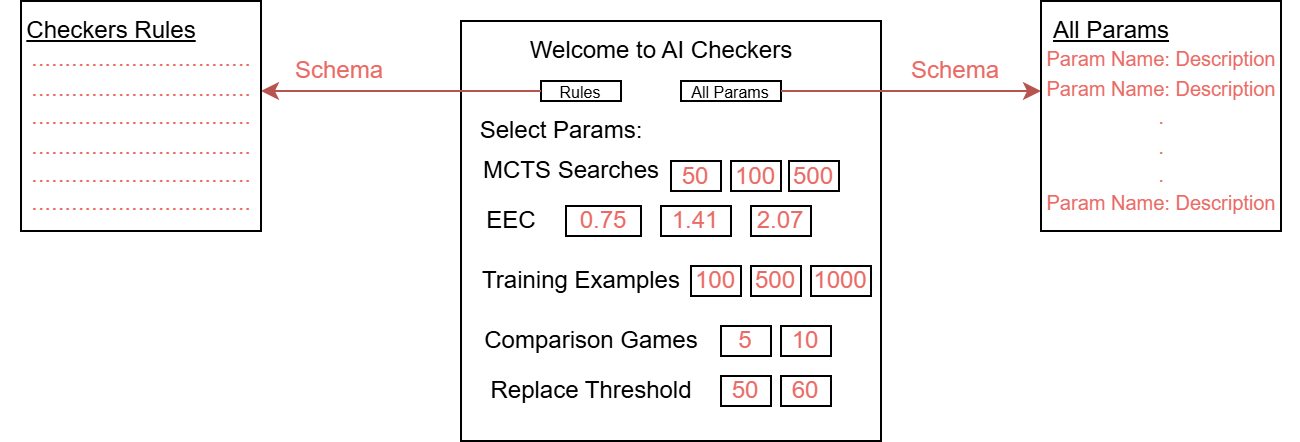 Checkers Rules
Schema
Welcome to AI Checkers
Rules
All Params
Select Params:
MCTS Searches 50 100 500
EEC 0.75 1.41 2.07
Training Examples 100 500 1000
Comparison Games 5 10
Replace Threshold 50 60
Schema
All Params
Param Name: Description
Param Name: Description
Param Name: Description